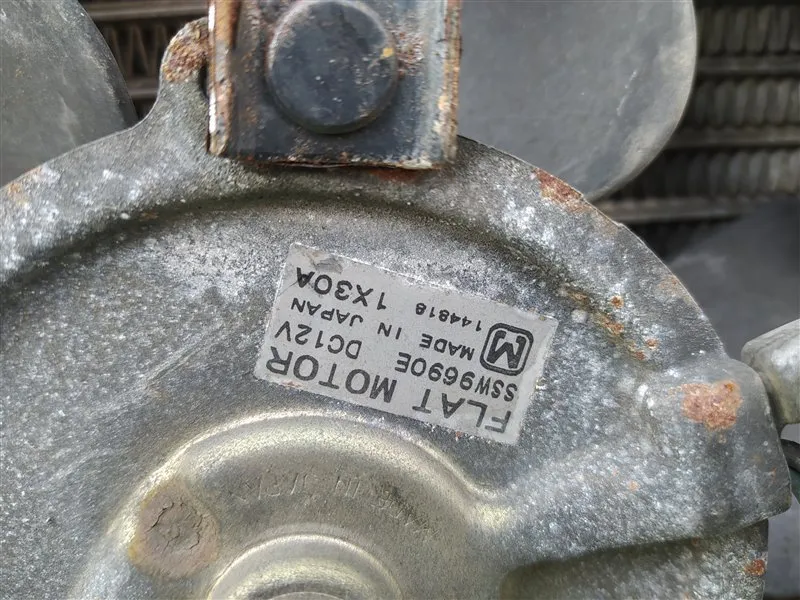 FLAT MOTOR
SSW9690E DC12V
M MADE IN JAPAN
144818 1X30A